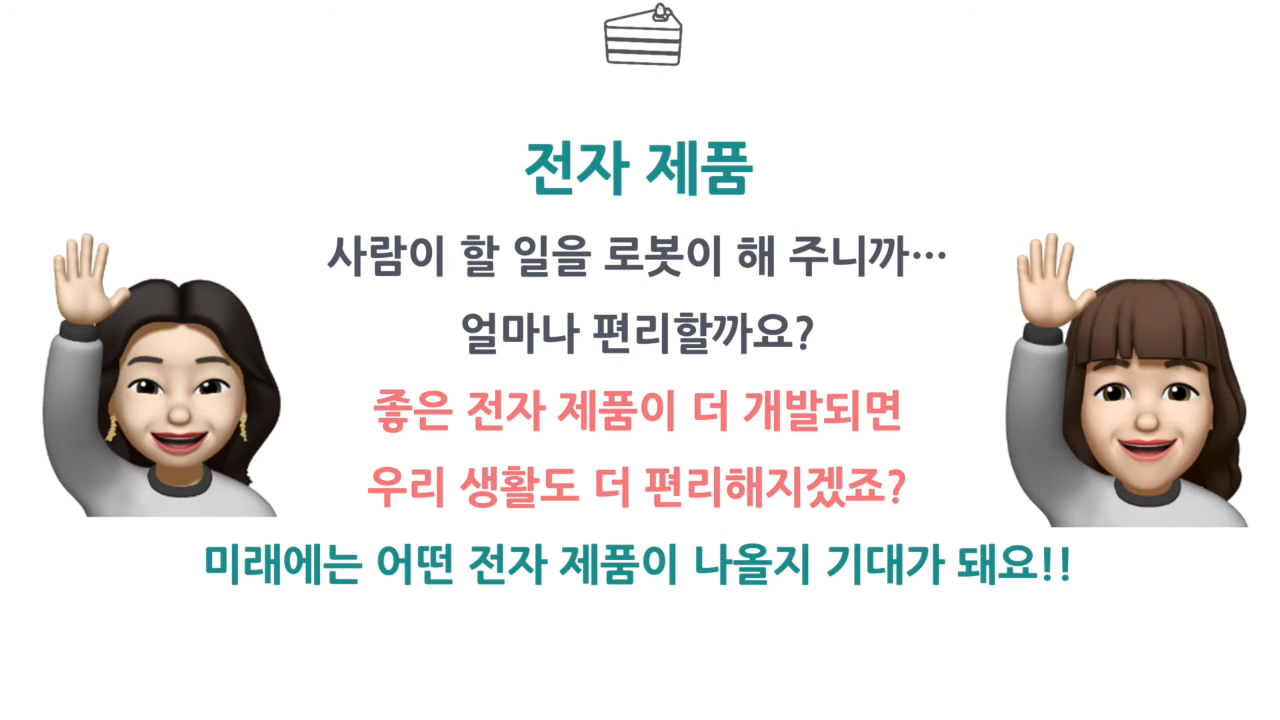 전자 제품
사람이 할 일을 로봇이 해 주니까…
얼마나 편리할까요?
좋은 전자 제품이 더 개발되면
우리 생활도 더 편리해지겠죠?
미래에는 어떤 전자 제품이 나올지 기대가 돼요!!